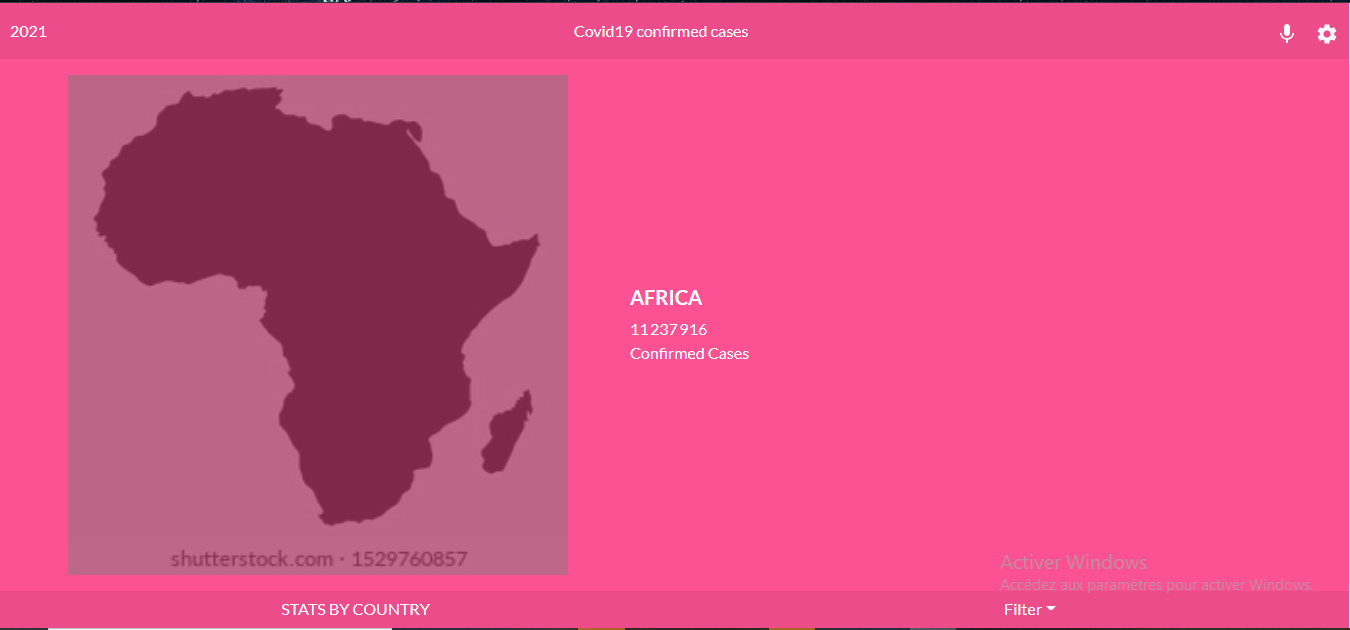 2021
Covid19 confirmed cases
AFRICA
11237916
Confirmed Cases
shutterstock.com · 1529760857
Activer Windows
Accédez aux paramètres pour activer Windows.
STATS BY COUNTRY
Filter